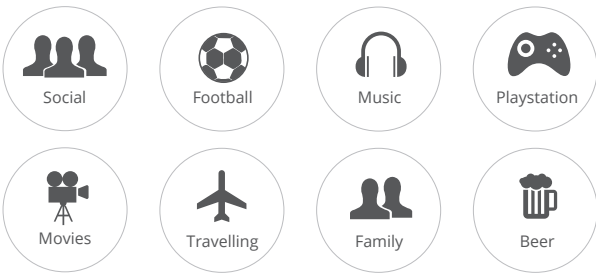 Social
Football
Music
Playstation
Movies
Travelling
Family
Beer